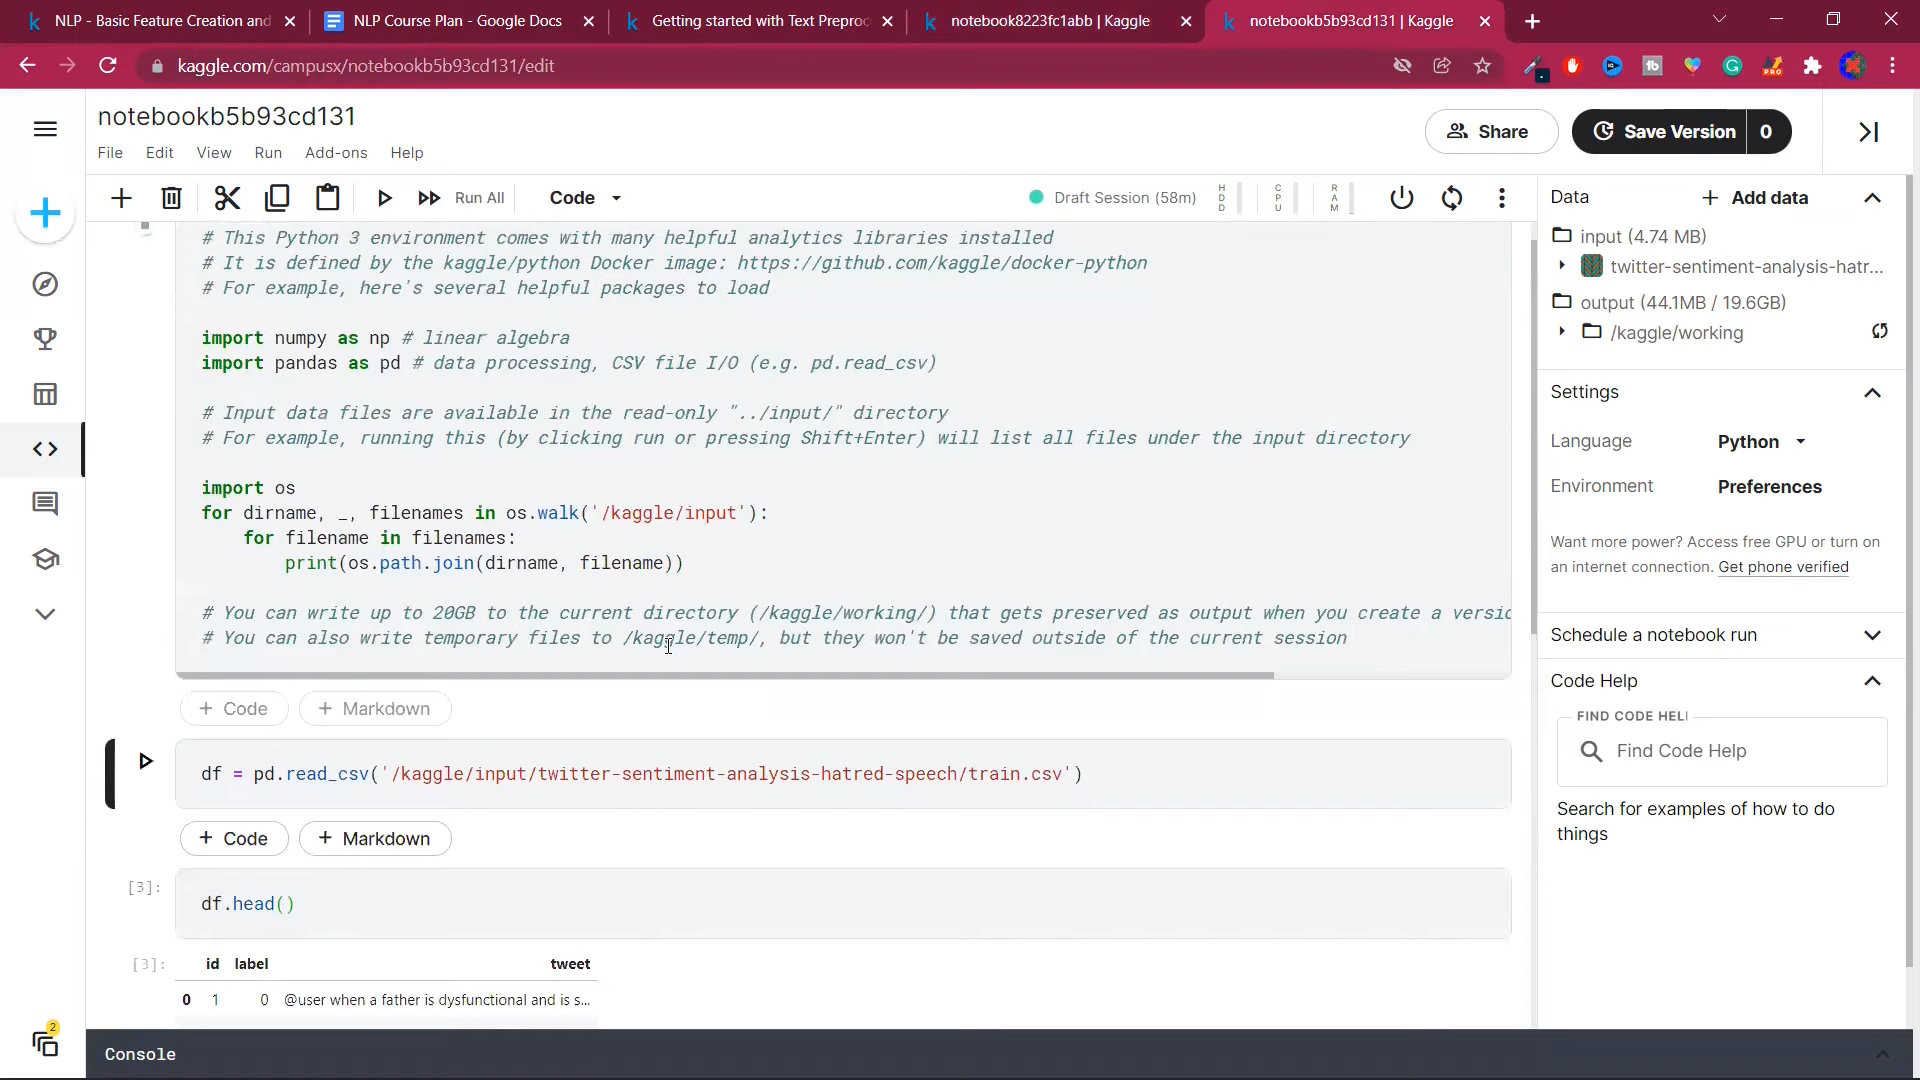 NLP - Basic Feature Creation and
NLP Course Plan - Google Docs
Getting started with Text Preproc
notebook8223fc1abb | Kaggle
notebookb5b93cd131 | Kaggle
kaggle.com/campusx/notebookb5b93cd131/edit
notebookb5b93cd131
File Edit View Run Add-ons Help
Share
Save Version 0
Run All
Code
Draft Session (58m)
HDD
CPU
RAM
# This Python 3 environment comes with many helpful analytics libraries installed
# It is defined by the kaggle/python Docker image: https://github.com/kaggle/docker-python
# For example, here's several helpful packages to load
import numpy as np # linear algebra
import pandas as pd # data processing, CSV file I/O (e.g. pd.read_csv)
# Input data files are available in the read-only "../input/" directory
# For example, running this (by clicking run or pressing Shift+Enter) will list all files under the input directory
import os
for dirname, _, filenames in os.walk('/kaggle/input'):
    for filename in filenames:
        print(os.path.join(dirname, filename))
# You can write up to 20GB to the current directory (/kaggle/working/) that gets preserved as output when you create a versio
# You can also write temporary files to /kaggle/temp/, but they won't be saved outside of the current session
+ Code + Markdown
df = pd.read_csv('/kaggle/input/twitter-sentiment-analysis-hatred-speech/train.csv')
+ Code + Markdown
[3]:
df.head()
[3]:
id label tweet
0 1 0 @user when a father is dysfunctional and is s...
Console
2
Data
+ Add data
input (4.74 MB)
twitter-sentiment-analysis-hatr...
output (44.1MB / 19.6GB)
/kaggle/working
Settings
Language Python
Environment Preferences
Want more power? Access free GPU or turn on
an internet connection. Get phone verified
Schedule a notebook run
Code Help
FIND CODE HELP
Find Code Help
Search for examples of how to do
things